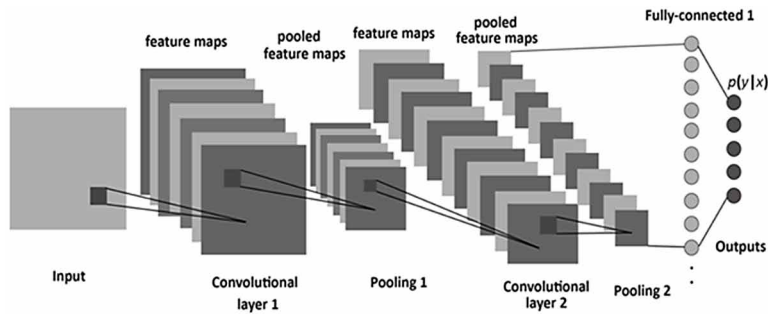 feature maps
pooled
feature maps
feature maps
pooled
feature maps
Fully-connected 1
p(y|x)
Input
Convolutional
layer 1
Pooling 1
Convolutional
layer 2
Pooling 2
Outputs